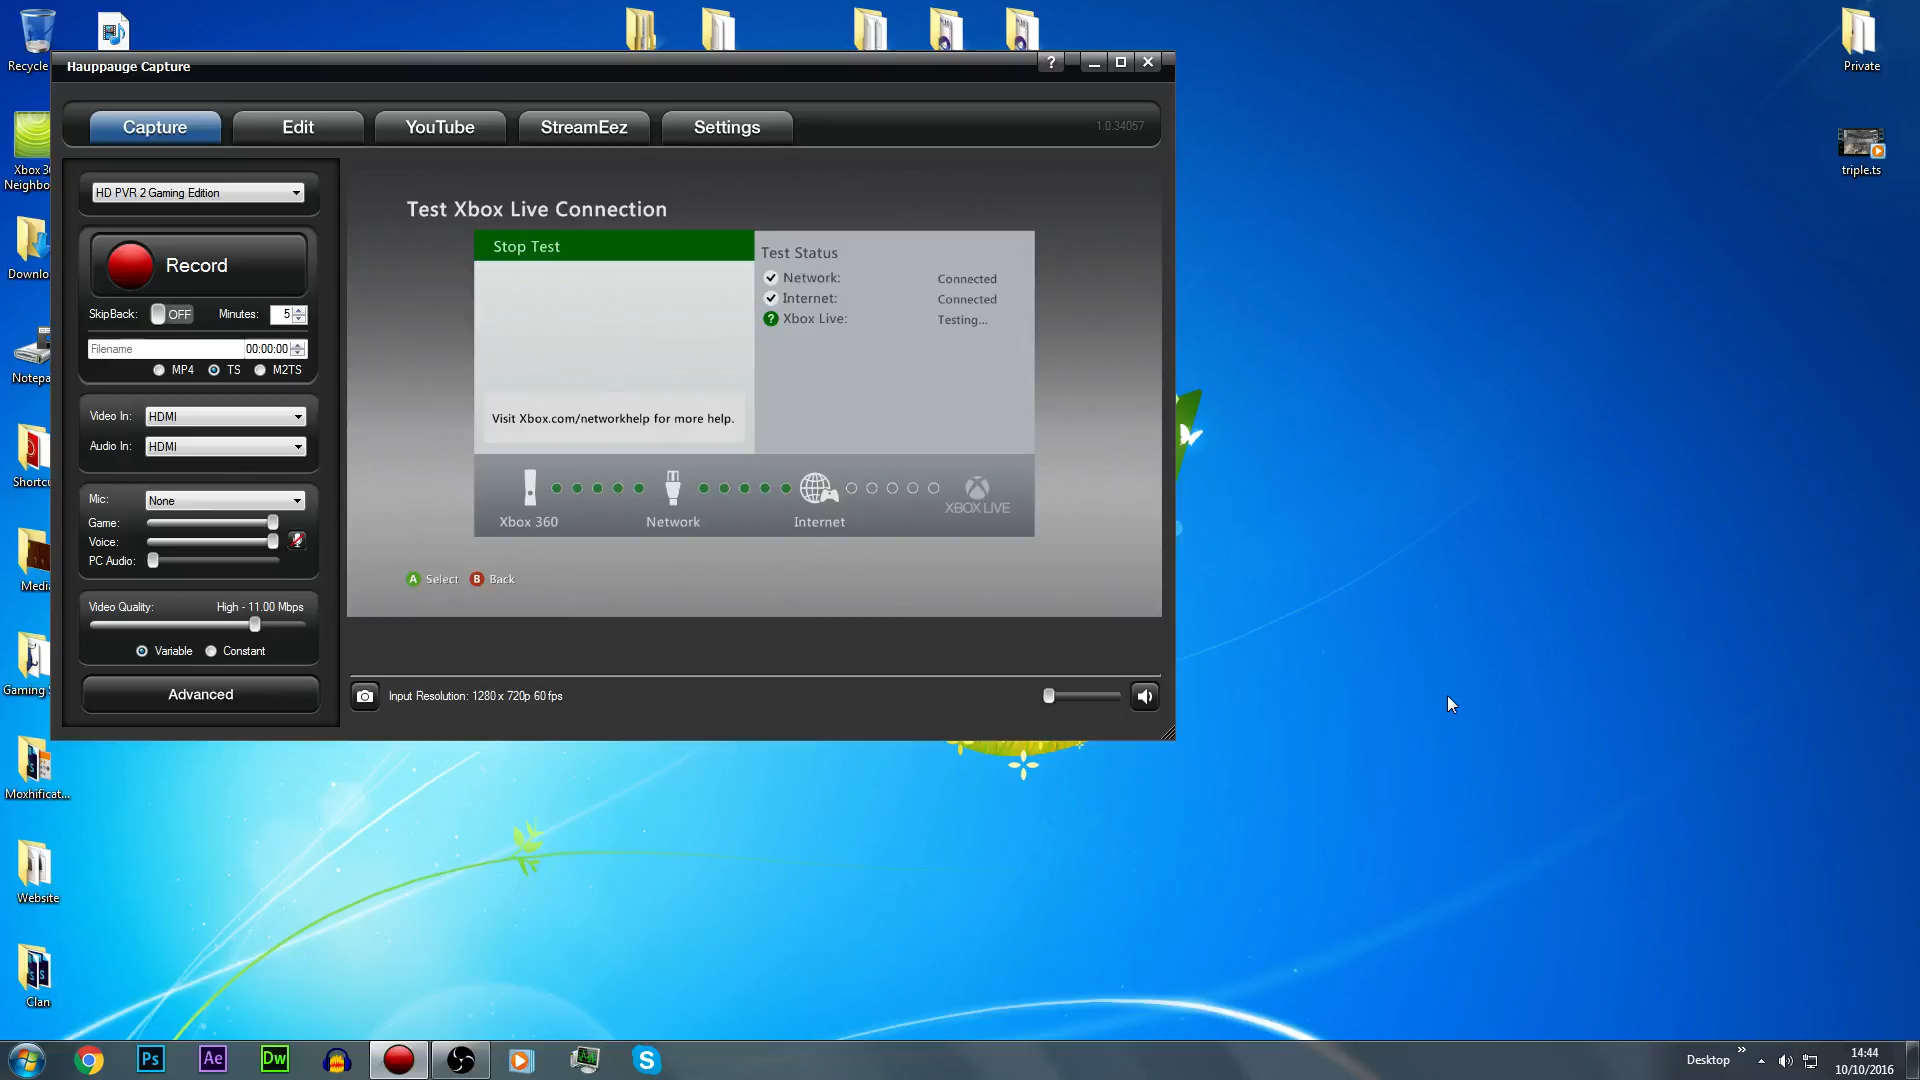 Recycle
Private
Hauppauge Capture
?
Capture
Edit
YouTube
StreamEez
Settings
1.0.34057
Xbox 36
Neighbo
triple.ts
HD PVR 2 Gaming Edition
Test Xbox Live Connection
Downlo
Record
Stop Test
Test Status
Network:
Connected
Internet:
Connected
Xbox Live:
Testing...
SkipBack:
OFF
Minutes:
5
Filename
00:00:00
MP4
TS
M2TS
Notepa
Video In:
HDMI
Audio In:
HDMI
Visit Xbox.com/networkhelp for more help.
Shortcu
Mic:
None
Game:
Voice:
PC Audio:
Xbox 360
Network
Internet
XBOX LIVE
Media
A Select
B Back
Video Quality:
High - 11.00 Mbps
Variable
Constant
Gaming
Advanced
Input Resolution: 1280 x 720p 60 fps
Moxhificat...
Website
Clan
Ps
Ae
Dw
S
Desktop
»
14:44
10/10/2016